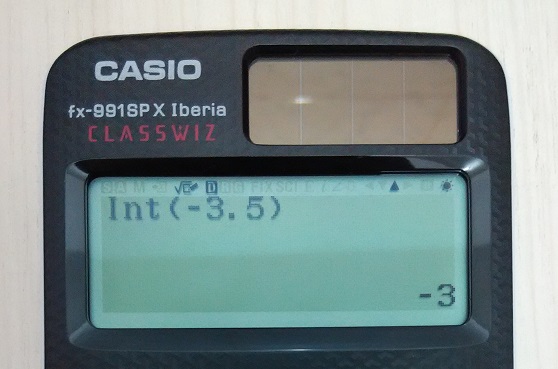 CASIO
fx-991SP X Iberia
CLASSWIZ
√ D
Int(-3.5)
-3